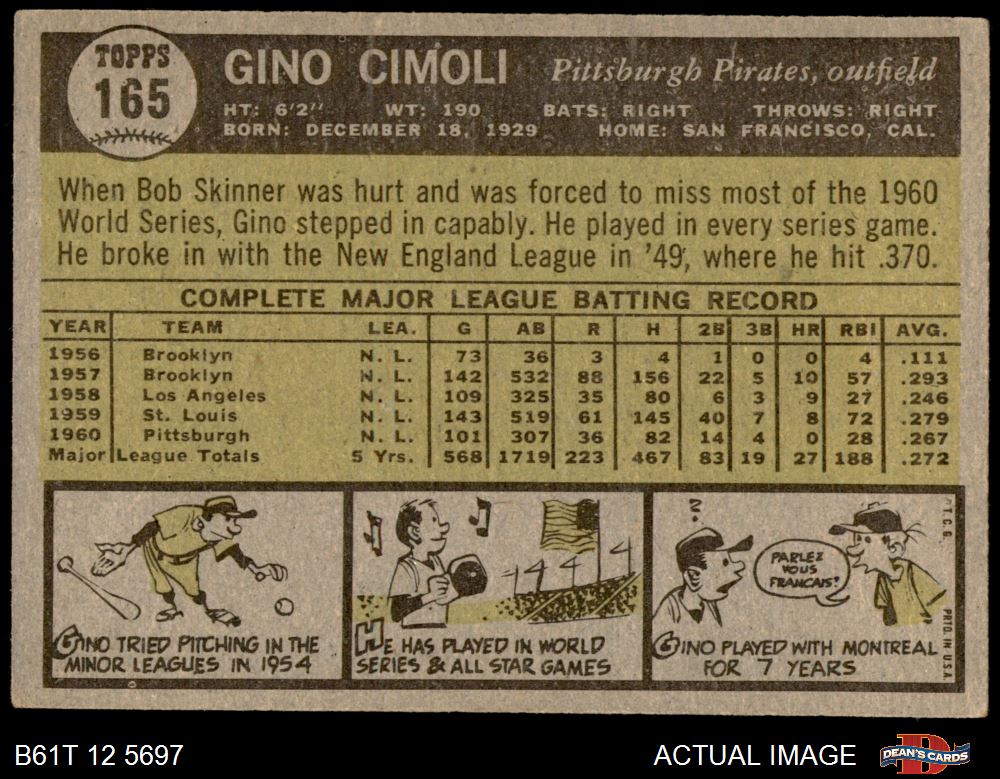 TOPPS
165
GINO CIMOLI Pittsburgh Pirates, outfield
HT: 6'2" WT: 190 BATS: RIGHT THROWS: RIGHT
BORN: DECEMBER 18, 1929 HOME: SAN FRANCISCO, CAL.
When Bob Skinner was hurt and was forced to miss most of the 1960
World Series, Gino stepped in capably. He played in every series game.
He broke in with the New England League in '49, where he hit .370.
COMPLETE MAJOR LEAGUE BATTING RECORD
YEAR TEAM LEA. G AB R H 2B 3B HR RBI AVG.
1956 Brooklyn N. L. 73 36 3 4 1 0 0 4 .111
1957 Brooklyn N. L. 142 532 88 156 22 5 10 57 .293
1958 Los Angeles N. L. 109 325 35 80 6 3 9 27 .246
1959 St. Louis N. L. 143 519 61 145 40 7 8 72 .279
1960 Pittsburgh N. L. 101 307 36 82 14 4 0 28 .267
Major League Totals 5 Yrs. 568 1719 223 467 83 19 27 188 .272
GINO TRIED PITCHING IN THE
MINOR LEAGUES IN 1954
HE HAS PLAYED IN WORLD
SERIES & ALL STAR GAMES
PARLEZ
VOUS
FRANCAIS?
GINO PLAYED WITH MONTREAL
FOR 7 YEARS
T. C. G.
PRTD. IN U.S.A.
B61T 12 5697 ACTUAL IMAGE DEAN'S CARDS